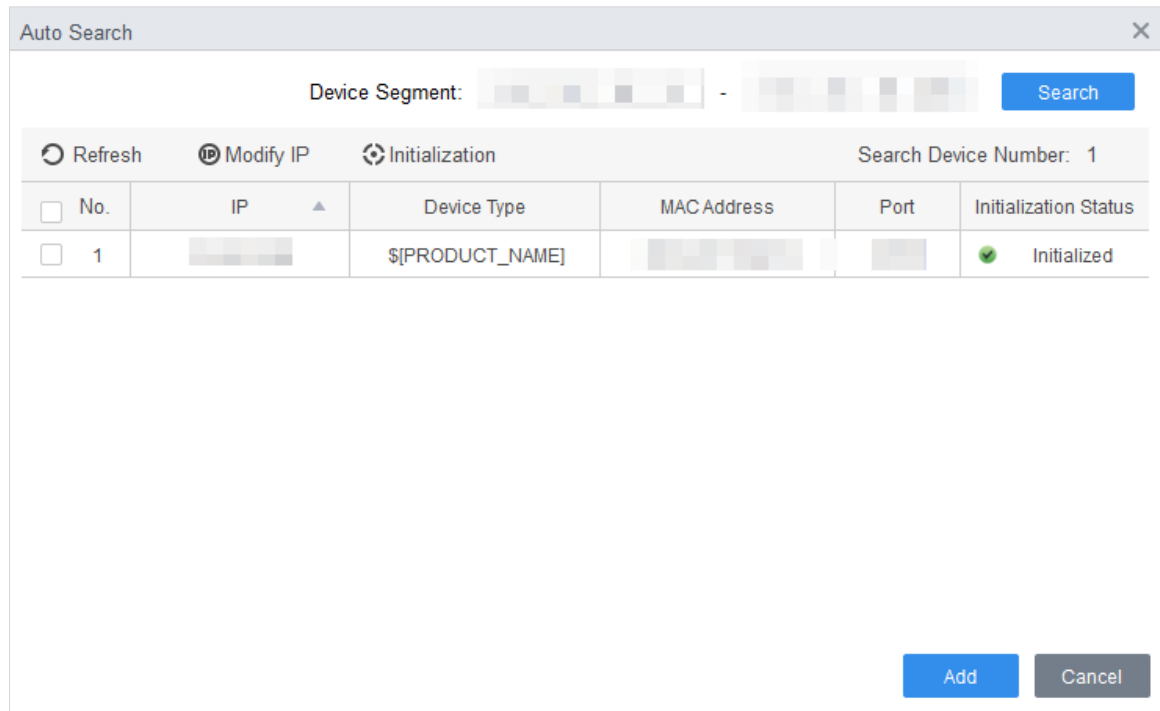 Auto Search
Device Segment: - Search
Refresh Modify IP Initialization Search Device Number: 1
No. IP Device Type MAC Address Port Initialization Status
1 $[PRODUCT_NAME] Initialized
Add Cancel